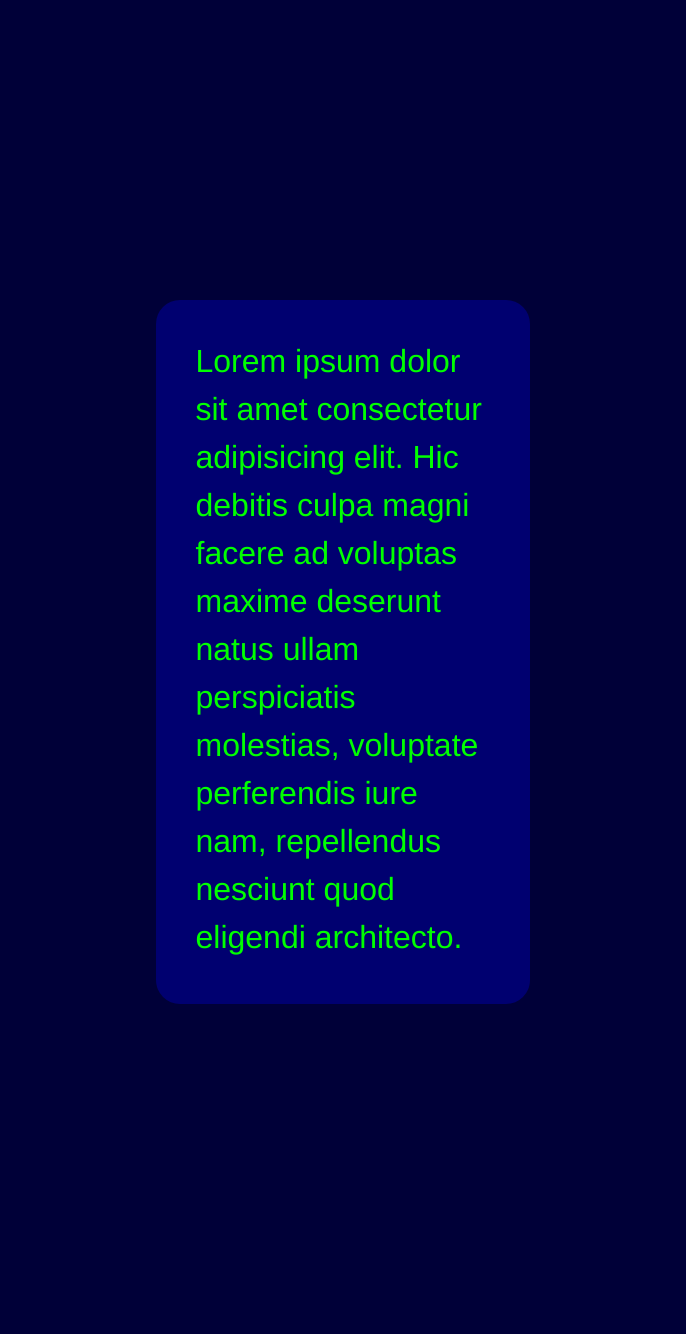 Lorem ipsum dolor
sit amet consectetur
adipisicing elit. Hic
debitis culpa magni
facere ad voluptas
maxime deserunt
natus ullam
perspiciatis
molestias, voluptate
perferendis iure
nam, repellendus
nesciunt quod
eligendi architecto.